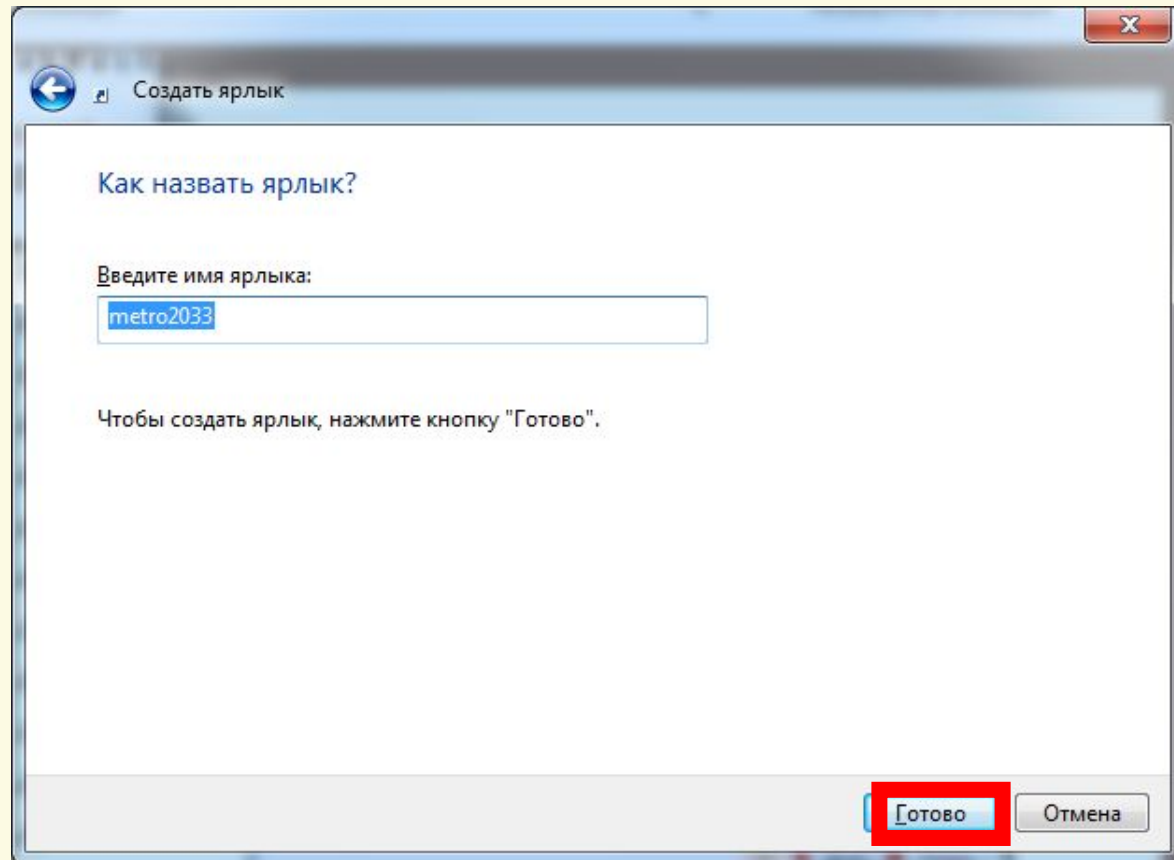 Создать ярлык
Как назвать ярлык?
Введите имя ярлыка:
metro2033
Чтобы создать ярлык, нажмите кнопку "Готово".
Готово
Отмена